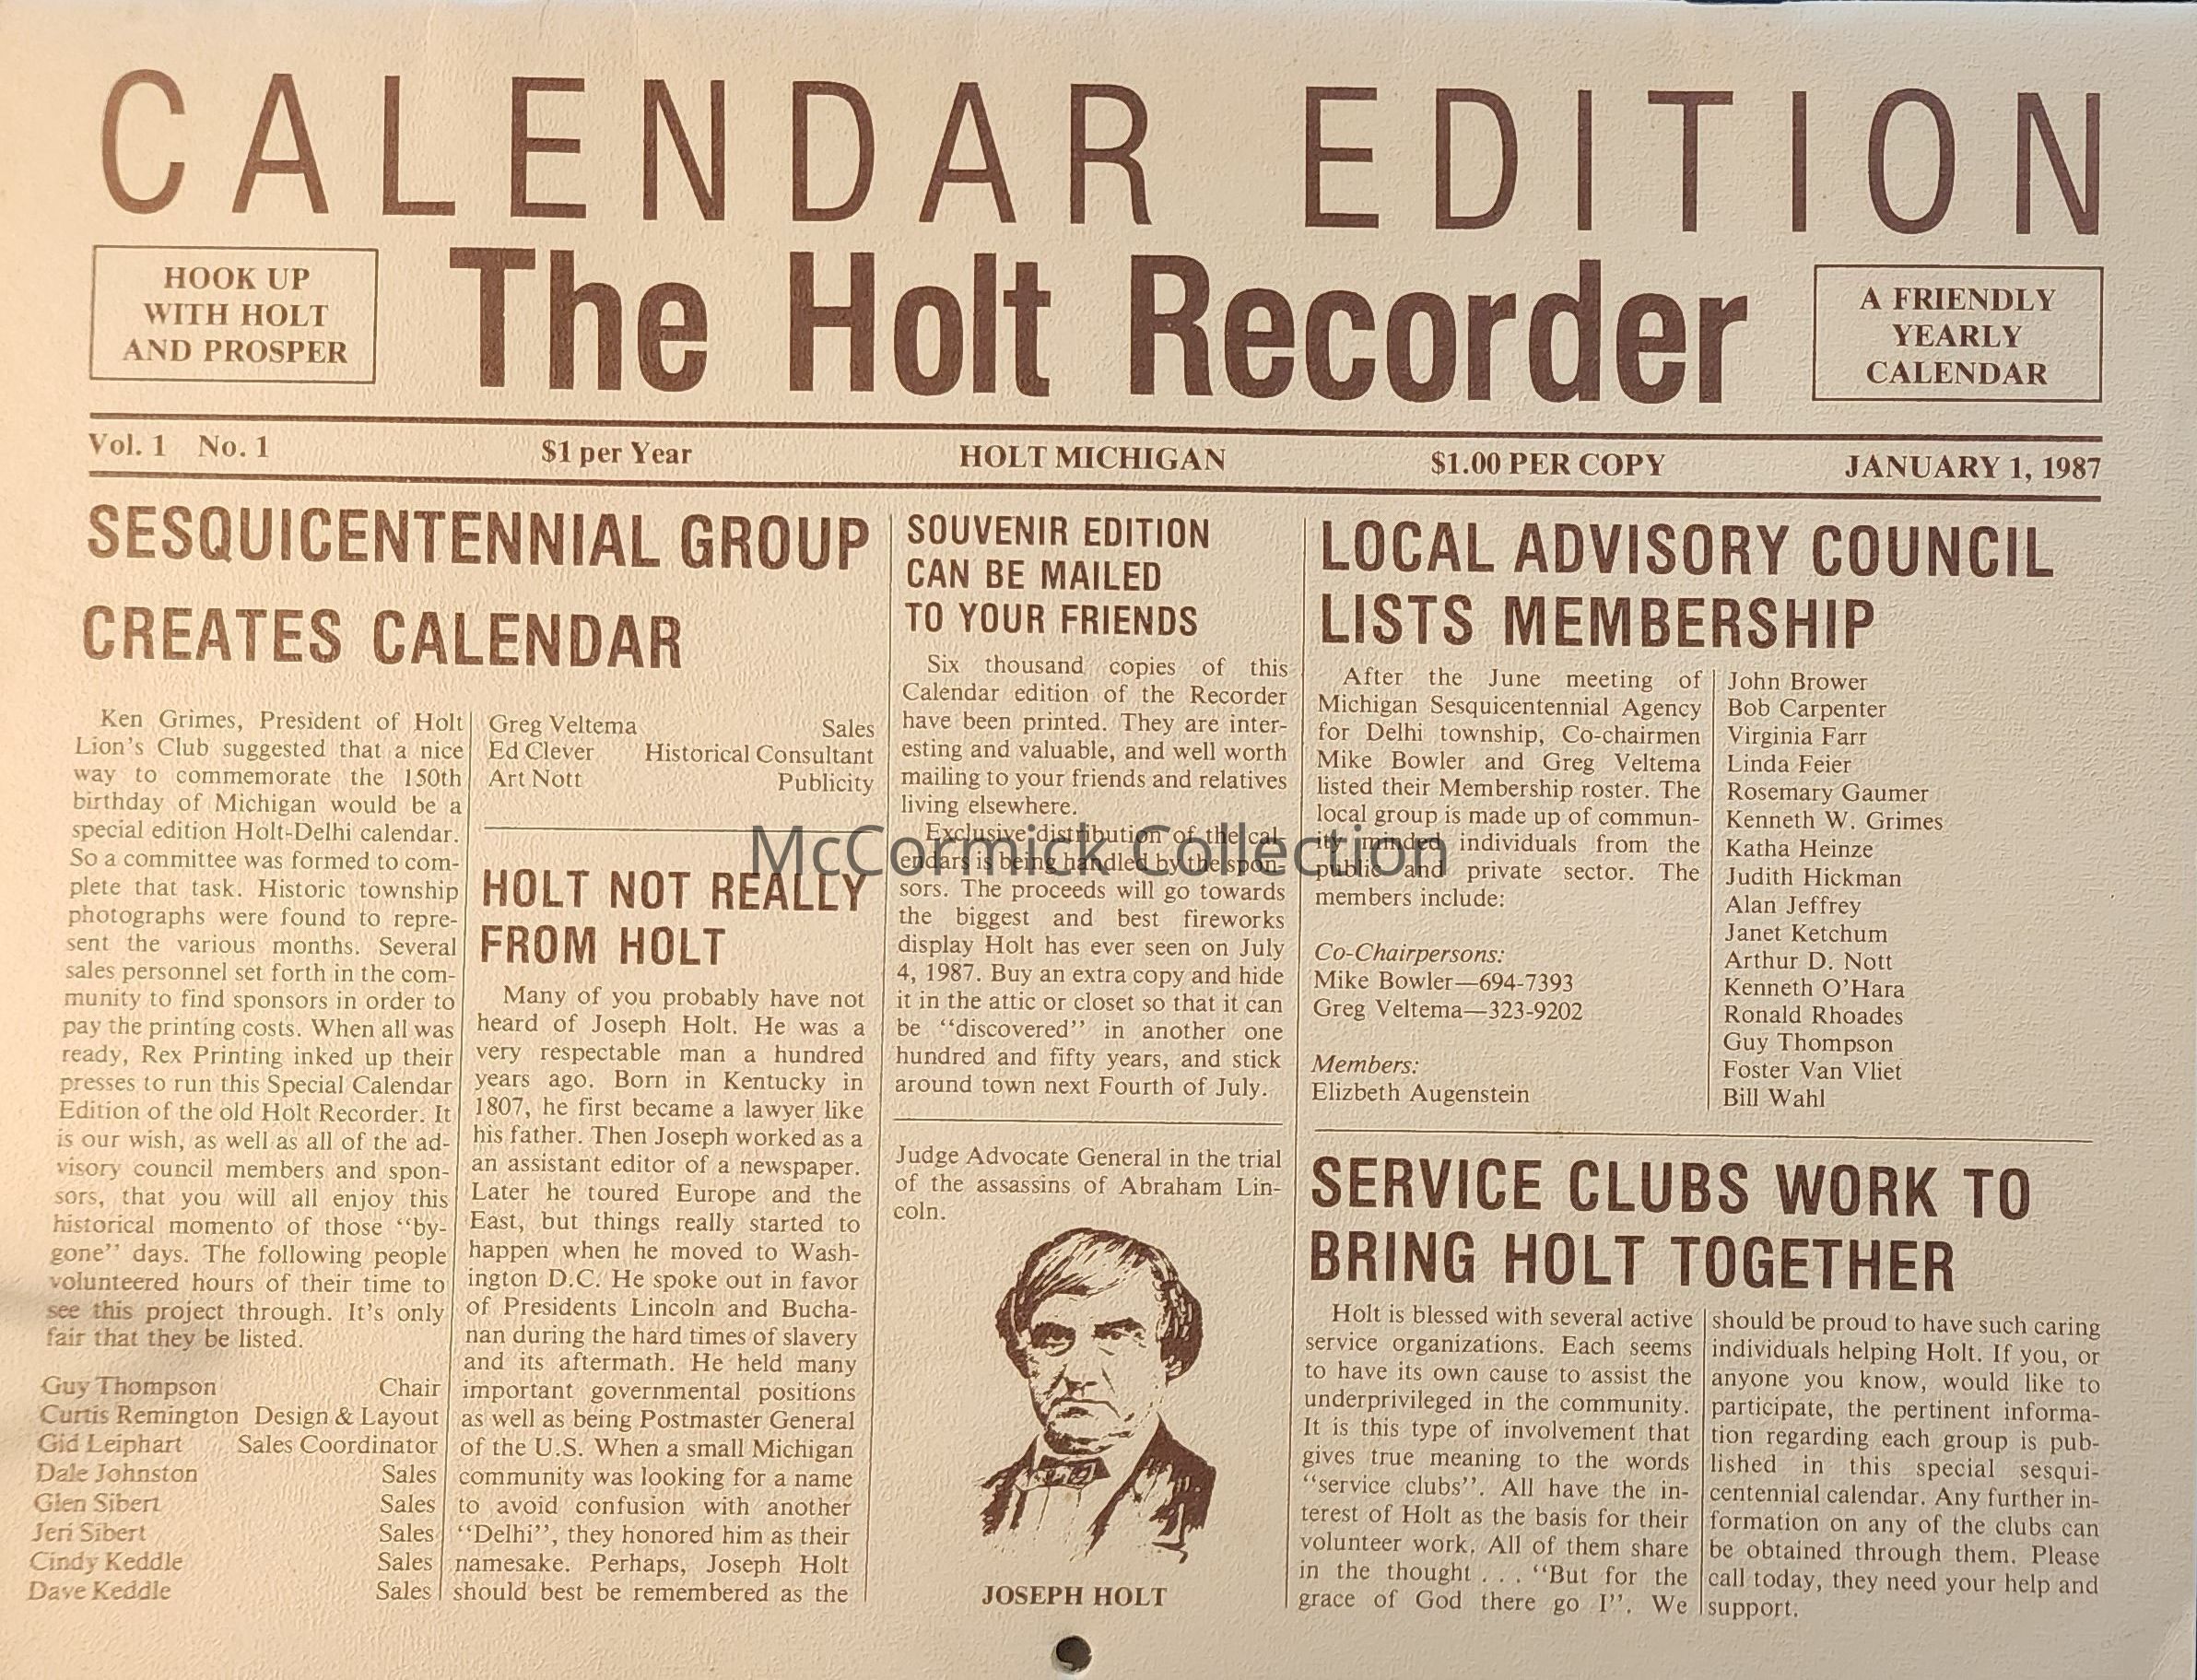 CALENDAR EDITION
HOOK UP
WITH HOLT
AND PROSPER
The Holt Recorder
A FRIENDLY
YEARLY
CALENDAR
Vol. 1 No. 1 $1 per Year HOLT MICHIGAN $1.00 PER COPY JANUARY 1, 1987
SESQUICENTENNIAL GROUP
CREATES CALENDAR
Ken Grimes, President of Holt
Lion's Club suggested that a nice
way to commemorate the 150th
birthday of Michigan would be a
special edition Holt-Delhi calendar.
So a committee was formed to com-
plete that task. Historic township
photographs were found to repre-
sent the various months. Several
sales personnel set forth in the com-
munity to find sponsors in order to
pay the printing costs. When all was
ready, Rex Printing inked up their
presses to run this Special Calendar
Edition of the old Holt Recorder. It
is our wish, as well as all of the ad-
visory council members and spon-
sors, that you will all enjoy this
historical momento of those "by-
gone" days. The following people
volunteered hours of their time to
see this project through. It's only
fair that they be listed.
Guy Thompson Chair
Curtis Remington Design & Layout
Gid Leiphart Sales Coordinator
Dale Johnston Sales
Glen Sibert Sales
Jeri Sibert Sales
Cindy Keddle Sales
Dave Keddle Sales
Greg Veltema Sales
Ed Clever Historical Consultant
Art Nott Publicity
HOLT NOT REALLY
FROM HOLT
Many of you probably have not
heard of Joseph Holt. He was a
very respectable man a hundred
years ago. Born in Kentucky in
1807, he first became a lawyer like
his father. Then Joseph worked as a
an assistant editor of a newspaper.
Later he toured Europe and the
East, but things really started to
happen when he moved to Wash-
ington D.C. He spoke out in favor
of Presidents Lincoln and Bucha-
nan during the hard times of slavery
and its aftermath. He held many
important governmental positions
as well as being Postmaster General
of the U.S. When a small Michigan
community was looking for a name
to avoid confusion with another
"Delhi", they honored him as their
namesake. Perhaps, Joseph Holt
should best be remembered as the
SOUVENIR EDITION
CAN BE MAILED
TO YOUR FRIENDS
Six thousand copies of this
Calendar edition of the Recorder
have been printed. They are inter-
esting and valuable, and well worth
mailing to your friends and relatives
living elsewhere.
Exclusive distribution of the cal-
endars is being handled by the spon-
sors. The proceeds will go towards
the biggest and best fireworks
display Holt has ever seen on July
4, 1987. Buy an extra copy and hide
it in the attic or closet so that it can
be "discovered" in another one
hundred and fifty years, and stick
around town next Fourth of July.
Judge Advocate General in the trial
of the assassins of Abraham Lin-
coln.
JOSEPH HOLT
LOCAL ADVISORY COUNCIL
LISTS MEMBERSHIP
After the June meeting of
Michigan Sesquicentennial Agency
for Delhi township, Co-chairmen
Mike Bowler and Greg Veltema
listed their Membership roster. The
local group is made up of commun-
ity minded individuals from the
public and private sector. The
members include:
Co-Chairpersons:
Mike Bowler—694-7393
Greg Veltema—323-9202
Members:
Elizbeth Augenstein
John Brower
Bob Carpenter
Virginia Farr
Linda Feier
Rosemary Gaumer
Kenneth W. Grimes
Katha Heinze
Judith Hickman
Alan Jeffrey
Janet Ketchum
Arthur D. Nott
Kenneth O'Hara
Ronald Rhoades
Guy Thompson
Foster Van Vliet
Bill Wahl
SERVICE CLUBS WORK TO
BRING HOLT TOGETHER
Holt is blessed with several active
service organizations. Each seems
to have its own cause to assist the
underprivileged in the community.
It is this type of involvement that
gives true meaning to the words
"service clubs". All have the in-
terest of Holt as the basis for their
volunteer work. All of them share
in the thought . . . "But for the
grace of God there go I". We
should be proud to have such caring
individuals helping Holt. If you, or
anyone you know, would like to
participate, the pertinent informa-
tion regarding each group is pub-
lished in this special sesqui-
centennial calendar. Any further in-
formation on any of the clubs can
be obtained through them. Please
call today, they need your help and
support.
McCormick Collection